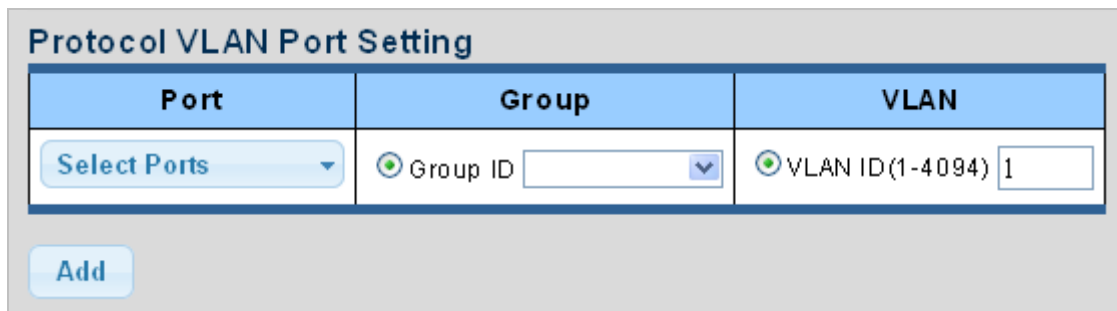 Protocol VLAN Port Setting
Port Group VLAN
Select Ports Group ID VLAN ID(1-4094) 1
Add